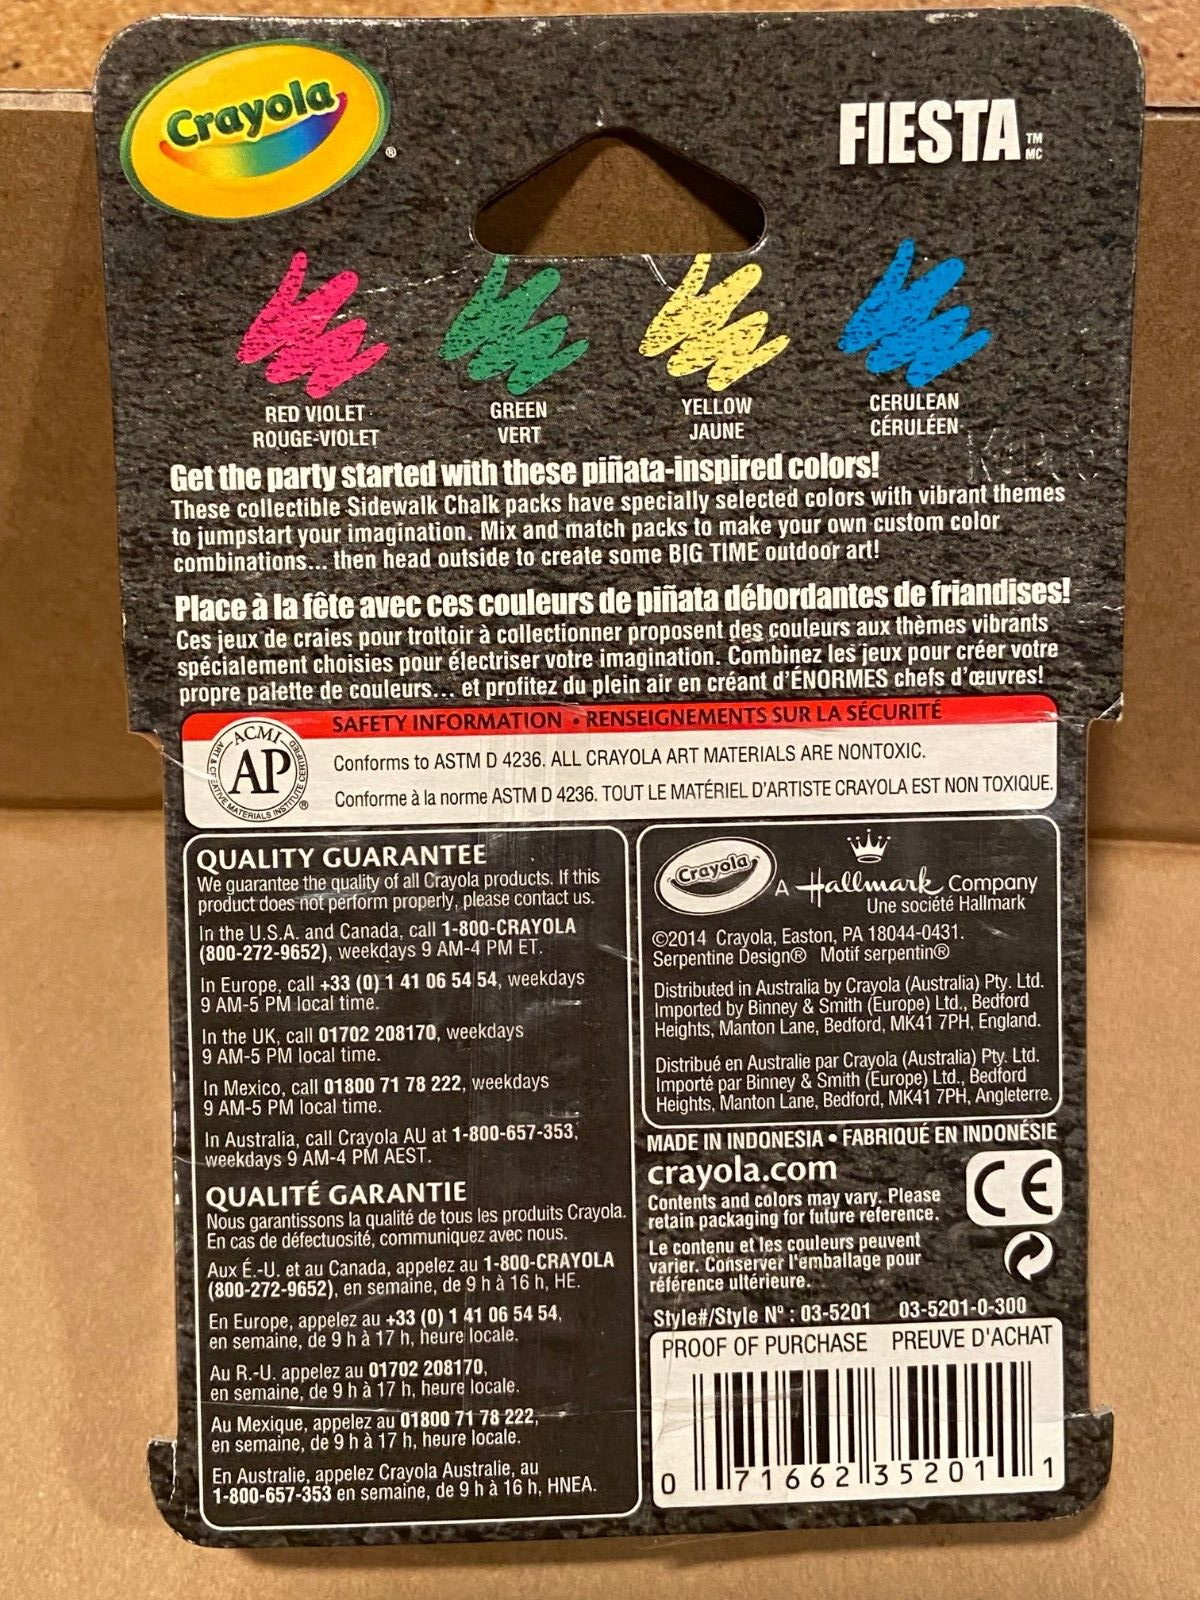 Crayola®
FIESTA™ MC
RED VIOLET
ROUGE-VIOLET
GREEN
VERT
YELLOW
JAUNE
CERULEAN
CÉRULÉEN
Get the party started with these piñata-inspired colors!
These collectible Sidewalk Chalk packs have specially selected colors with vibrant themes
to jumpstart your imagination. Mix and match packs to make your own custom color
combinations... then head outside to create some BIG TIME outdoor art!
Place à la fête avec ces couleurs de piñata débordantes de friandises!
Ces jeux de craies pour trottoir à collectionner proposent des couleurs aux thèmes vibrants
spécialement choisies pour électriser votre imagination. Combinez les jeux pour créer votre
propre palette de couleurs... et profitez du plein air en créant d'ÉNORMES chefs d'œuvres!
SAFETY INFORMATION • RENSEIGNEMENTS SUR LA SÉCURITÉ
ACMI
AP
ART & CREATIVE MATERIALS INSTITUTE CERTIFIED ®
Conforms to ASTM D 4236. ALL CRAYOLA ART MATERIALS ARE NONTOXIC.
Conforme à la norme ASTM D 4236. TOUT LE MATÉRIEL D'ARTISTE CRAYOLA EST NON TOXIQUE.
QUALITY GUARANTEE
We guarantee the quality of all Crayola products. If this
product does not perform properly, please contact us.
In the U.S.A. and Canada, call 1-800-CRAYOLA
(800-272-9652), weekdays 9 AM-4 PM ET.
In Europe, call +33 (0) 1 41 06 54 54, weekdays
9 AM-5 PM local time.
In the UK, call 01702 208170, weekdays
9 AM-5 PM local time.
In Mexico, call 01800 71 78 222, weekdays
9 AM-5 PM local time.
In Australia, call Crayola AU at 1-800-657-353,
weekdays 9 AM-4 PM AEST.
QUALITÉ GARANTIE
Nous garantissons la qualité de tous les produits Crayola.
En cas de défectuosité, communiquez avec nous.
Aux É.-U. et au Canada, appelez au 1-800-CRAYOLA
(800-272-9652), en semaine, de 9 h à 16 h, HE.
En Europe, appelez au +33 (0) 1 41 06 54 54,
en semaine, de 9 h à 17 h, heure locale.
Au R.-U. appelez au 01702 208170,
en semaine, de 9 h à 17 h, heure locale.
Au Mexique, appelez au 01800 71 78 222,
en semaine, de 9 h à 17 h, heure locale.
En Australie, appelez Crayola Australie, au
1-800-657-353 en semaine, de 9 h à 16 h, HNEA.
Crayola
A Hallmark Company
Une société Hallmark
©2014 Crayola, Easton, PA 18044-0431.
Serpentine Design® Motif serpentin®
Distributed in Australia by Crayola (Australia) Pty. Ltd.
Imported by Binney & Smith (Europe) Ltd., Bedford
Heights, Manton Lane, Bedford, MK41 7PH, England.
Distribué en Australie par Crayola (Australia) Pty. Ltd.
Importé par Binney & Smith (Europe) Ltd., Bedford
Heights, Manton Lane, Bedford, MK41 7PH, Angleterre.
MADE IN INDONESIA • FABRIQUÉ EN INDONÉSIE
crayola.com
Contents and colors may vary. Please
retain packaging for future reference.
CE
Le contenu et les couleurs peuvent
varier. Conserver l'emballage pour
référence ultérieure.
Style#/Style Nº : 03-5201 03-5201-0-300
PROOF OF PURCHASE PREUVE D'ACHAT
0 71662 35201 1